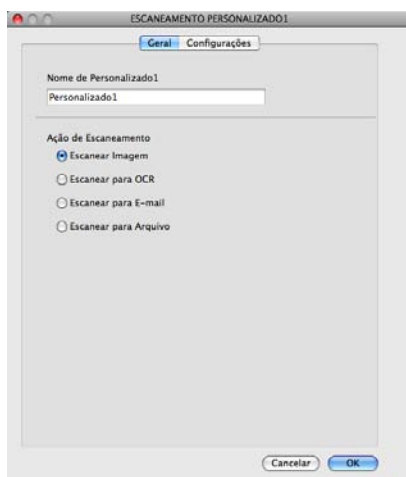 ESCANEAMENTO PERSONALIZADO1
Geral Configurações
Nome de Personalizado1
Personalizado1
Ação de Escaneamento
Escanear Imagem
Escanear para OCR
Escanear para E-mail
Escanear para Arquivo
Cancelar OK